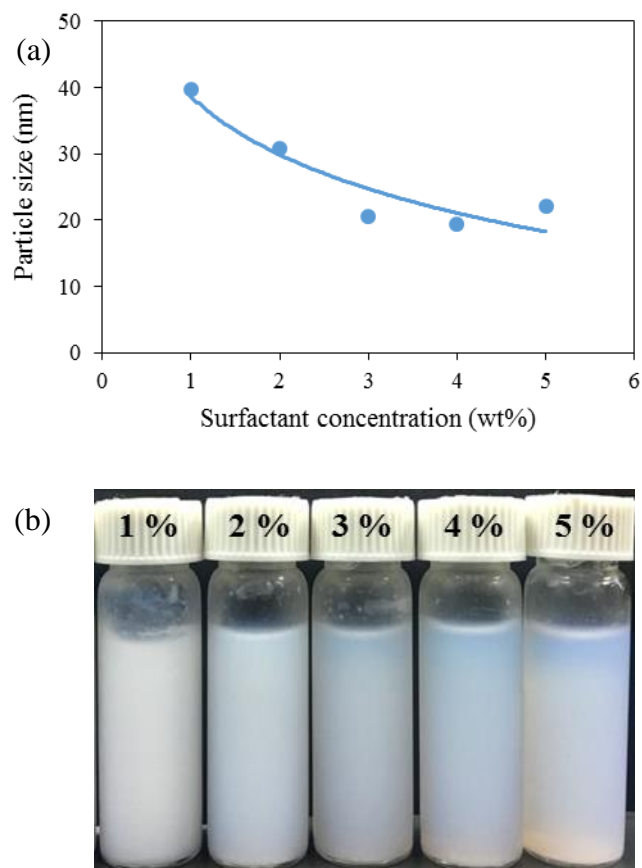 (a)
50
40
30
20
10
0
Particle size (nm)
0 1 2 3 4 5 6
Surfactant concentration (wt%)
(b)
1 % 2 % 3 % 4 % 5 %